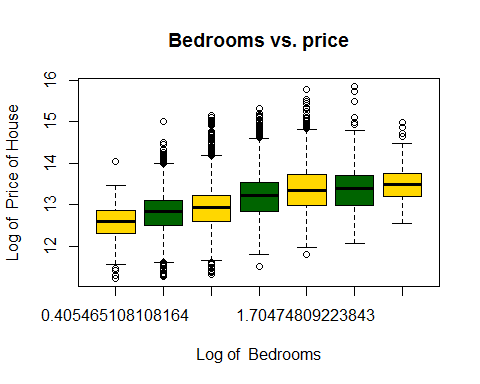 Bedrooms vs. price
Log of Price of House
16
15
14
13
12
0.405465108108164 1.70474809223843
Log of Bedrooms